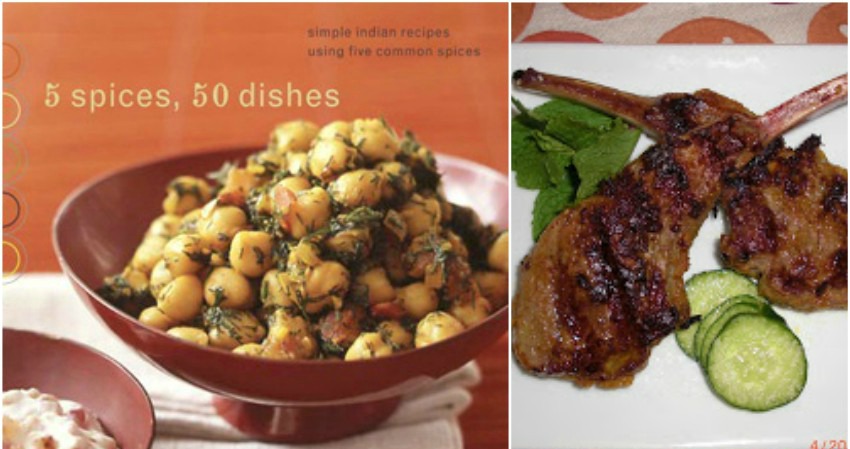 simple indian recipes
using five common spices
5 spices, 50 dishes
4/20